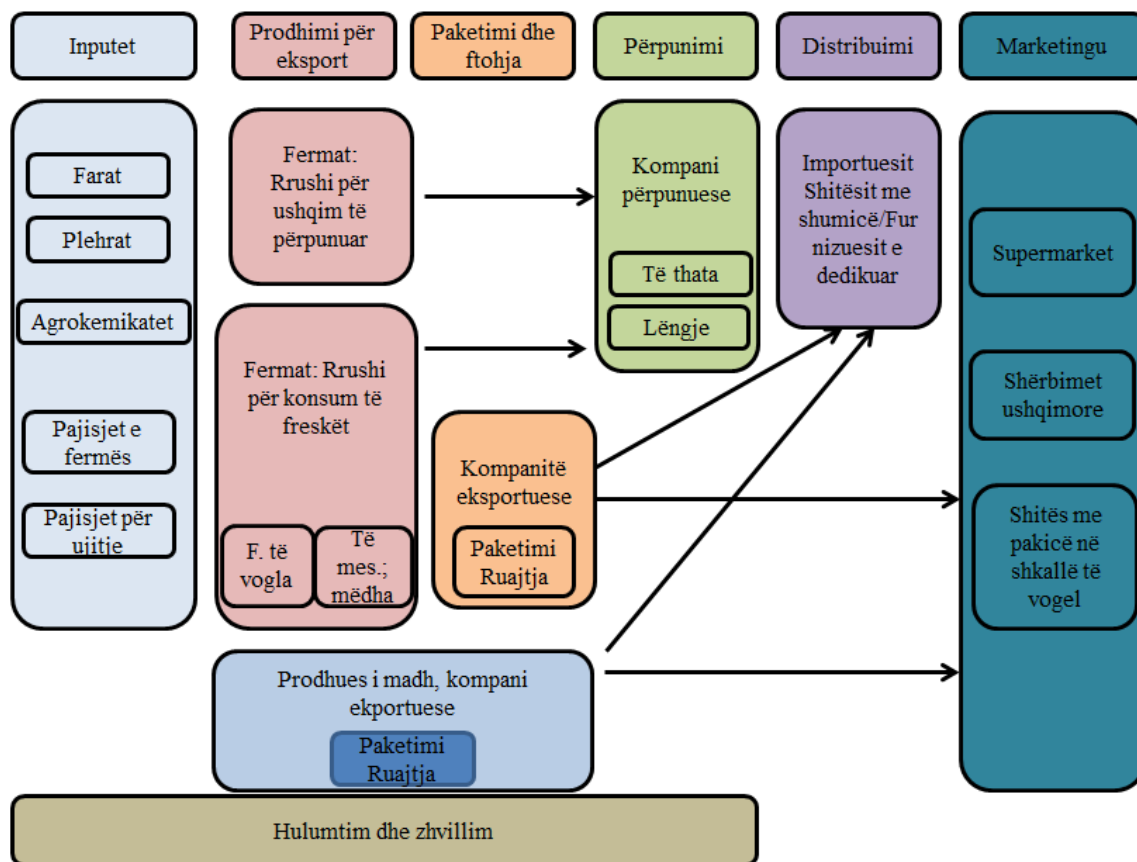 Inputet
Prodhimi për
eksport
Paketimi dhe
ftohja
Përpunimi
Distribuimi
Marketingu
Farat
Plehrat
Agrokemikatet
Pajisjet e
fermës
Pajisjet për
ujitje
Fermat:
Rrushi për
ushqim të
përpunuar
Fermat: Rrushi
për konsum të
freskët
F. të
vogla
Të
mes.;
mëdha
Kompanitë
eksportuese
Paketimi
Ruajtja
Kompani
përpunuese
Të thata
Lëngje
Importuesit
Shitësit me
shumicë/Fur
nizuesit e
dedikuar
Supermarket
Shërbimet
ushqimore
Shitës me
pakicë në
shkallë të
vogel
Prodhues i madh, kompani
ekportuese
Paketimi
Ruajtja
Hulumtim dhe zhvillim